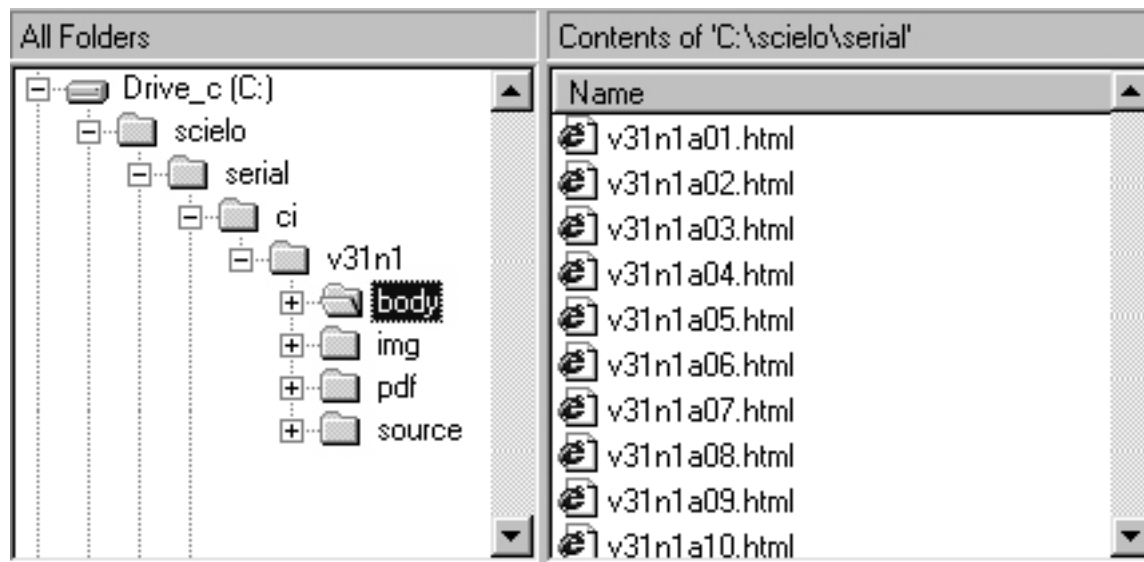 All Folders
Drive_c (C:)
scielo
serial
ci
v31n1
body
img
pdf
source
Contents of 'C:\scielo\serial'
Name
v31n1a01.html
v31n1a02.html
v31n1a03.html
v31n1a04.html
v31n1a05.html
v31n1a06.html
v31n1a07.html
v31n1a08.html
v31n1a09.html
v31n1a10.html